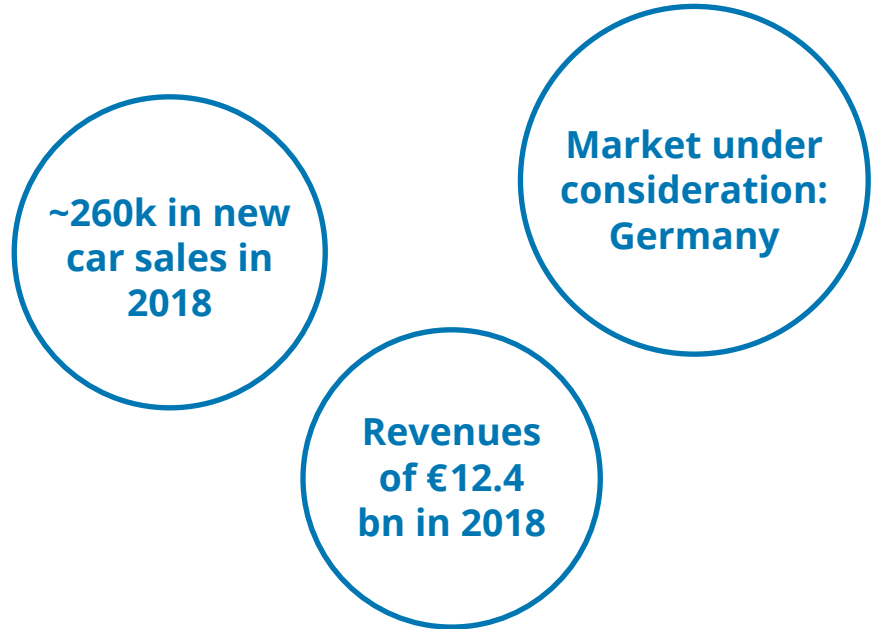 ~260k in new
car sales in
2018
Market under
consideration:
Germany
Revenues
of €12.4
bn in 2018